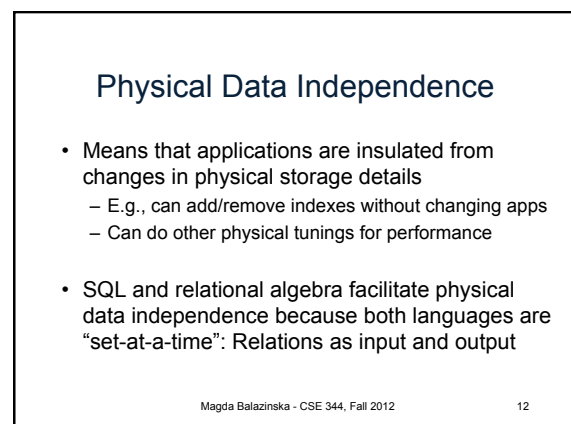 Physical Data Independence
• Means that applications are insulated from
changes in physical storage details
– E.g., can add/remove indexes without changing apps
– Can do other physical tunings for performance
• SQL and relational algebra facilitate physical
data independence because both languages are
“set-at-a-time”: Relations as input and output
Magda Balazinska - CSE 344, Fall 2012 12